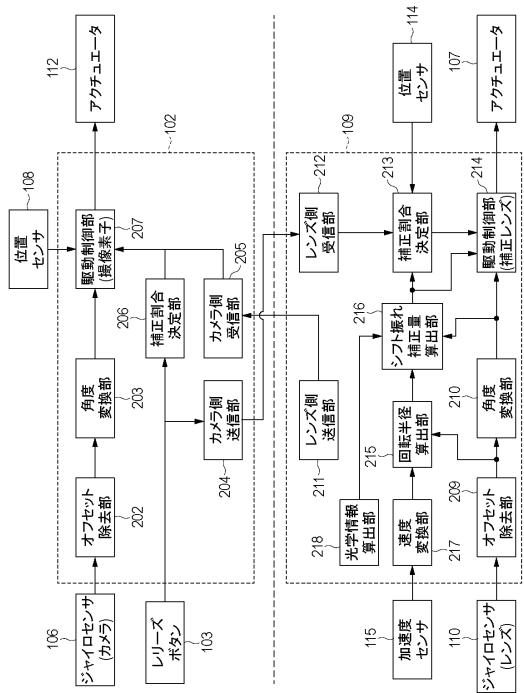 ジャイロセンサ
(カメラ)
106
オフセット
除去部
202
角度
変換部
203
位置
センサ
108
駆動制御部
(撮像素子)
207
アクチュエータ
112
102
レリーズ
ボタン
103
カメラ側
送信部
204
補正割合
決定部
206
カメラ側
受信部
205
レンズ側
送信部
211
レンズ側
受信部
212
109
位置
センサ
114
補正割合
決定部
213
光学情報
算出部
218
加速度
センサ
115
速度
変換部
217
回転半径
算出部
215
シフト振れ
補正量
算出部
216
ジャイロセンサ
(レンズ)
110
オフセット
除去部
209
角度
変換部
210
駆動制御部
(補正レンズ)
214
アクチュエータ
107